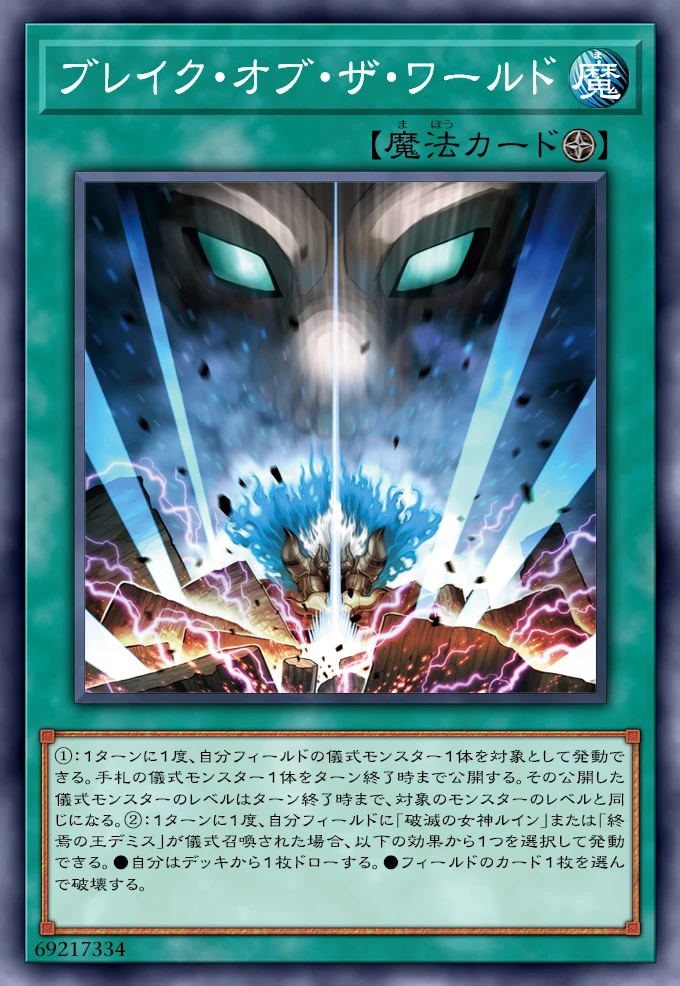 ブレイク・オブ・ザ・ワールド 魔
【魔法カード】
①：1ターンに1度、自分フィールドの儀式モンスター1体を対象として発動で
きる。手札の儀式モンスター1体をターン終了時まで公開する。その公開した
儀式モンスターのレベルはターン終了時まで、対象のモンスターのレベルと同
じになる。②：1ターンに1度、自分フィールドに「破滅の女神ルイン」または「終
焉の王デミス」が儀式召喚された場合、以下の効果から1つを選択して発動
できる。●自分はデッキから1枚ドローする。●フィールドのカード1枚を選ん
で破壊する。
69217334